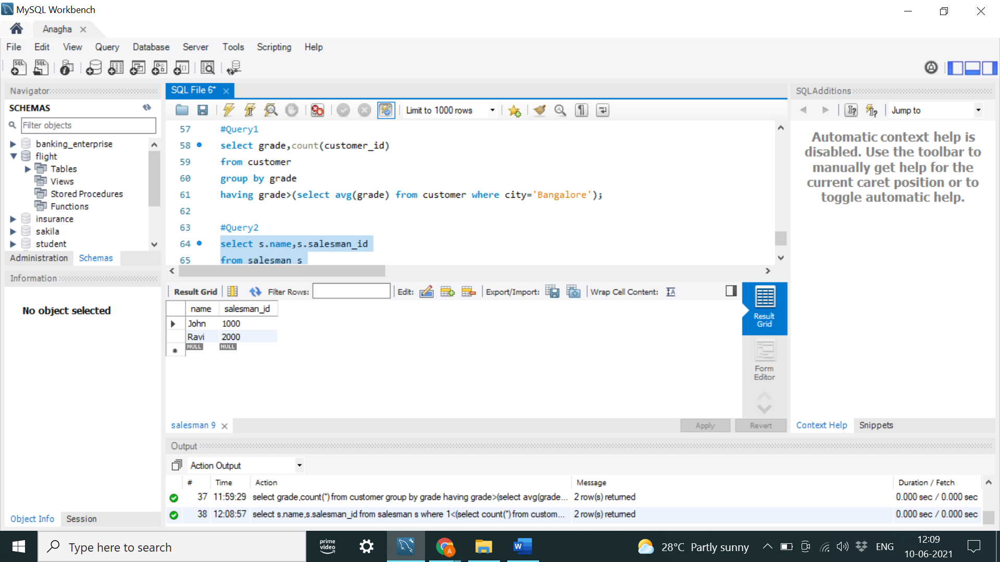 MySQL Workbench
Anagha
File Edit View Query Database Server Tools Scripting Help
Navigator
SCHEMAS
Filter objects
banking_enterprise
flight
Tables
Views
Stored Procedures
Functions
insurance
sakila
student
Administration Schemas
Information
No object selected
Object Info Session
SQL File 6*
Limit to 1000 rows
57 #Query1
58 select grade,count(customer_id)
59 from customer
60 group by grade
61 having grade>(select avg(grade) from customer where city='Bangalore');
62
63 #Query2
64 select s.name,s.salesman_id
65 from salesman s
Result Grid Filter Rows: Edit: Export/Import: Wrap Cell Content:
name salesman_id
John 1000
Ravi 2000
NULL NULL
Result
Grid
Form
Editor
salesman 9
Apply Revert
SQLAdditions
Jump to
Automatic context help is
disabled. Use the toolbar to
manually get help for the
current caret position or to
toggle automatic help.
Context Help Snippets
Output
Action Output
# Time Action Message Duration / Fetch
37 11:59:29 select grade,count(*) from customer group by grade having grade>(select avg(grade... 2 row(s) returned 0.000 sec / 0.000 sec
38 12:08:57 select s.name,s.salesman_id from salesman s where 1<(select count(*) from custom... 2 row(s) returned 0.000 sec / 0.000 sec
Type here to search
prime
video
A
W
28°C Partly sunny
ENG
12:09
10-06-2021